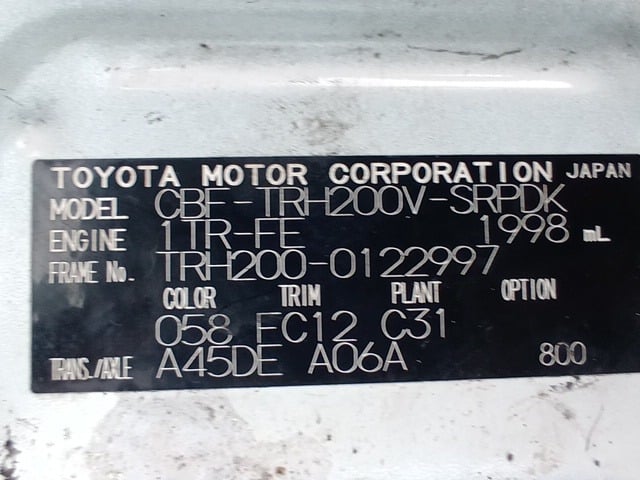 TOYOTA MOTOR CORPORATION JAPAN
MODEL CBF-TRH200V-SRPDK
ENGINE 1TR-FE 1998 mL
FRAME No. TRH200-0122997
COLOR TRIM PLANT OPTION
058 FC12 C31
TRANS./AXLE A45DE A06A 800